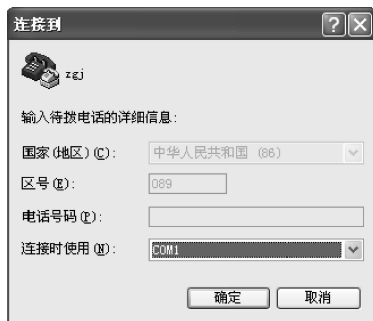 连接到
zgj
输入待拨电话的详细信息:
国家(地区)(C): 中华人民共和国 (86)
区号(E): 089
电话号码(P):
连接时使用(N): COM1
确定 取消